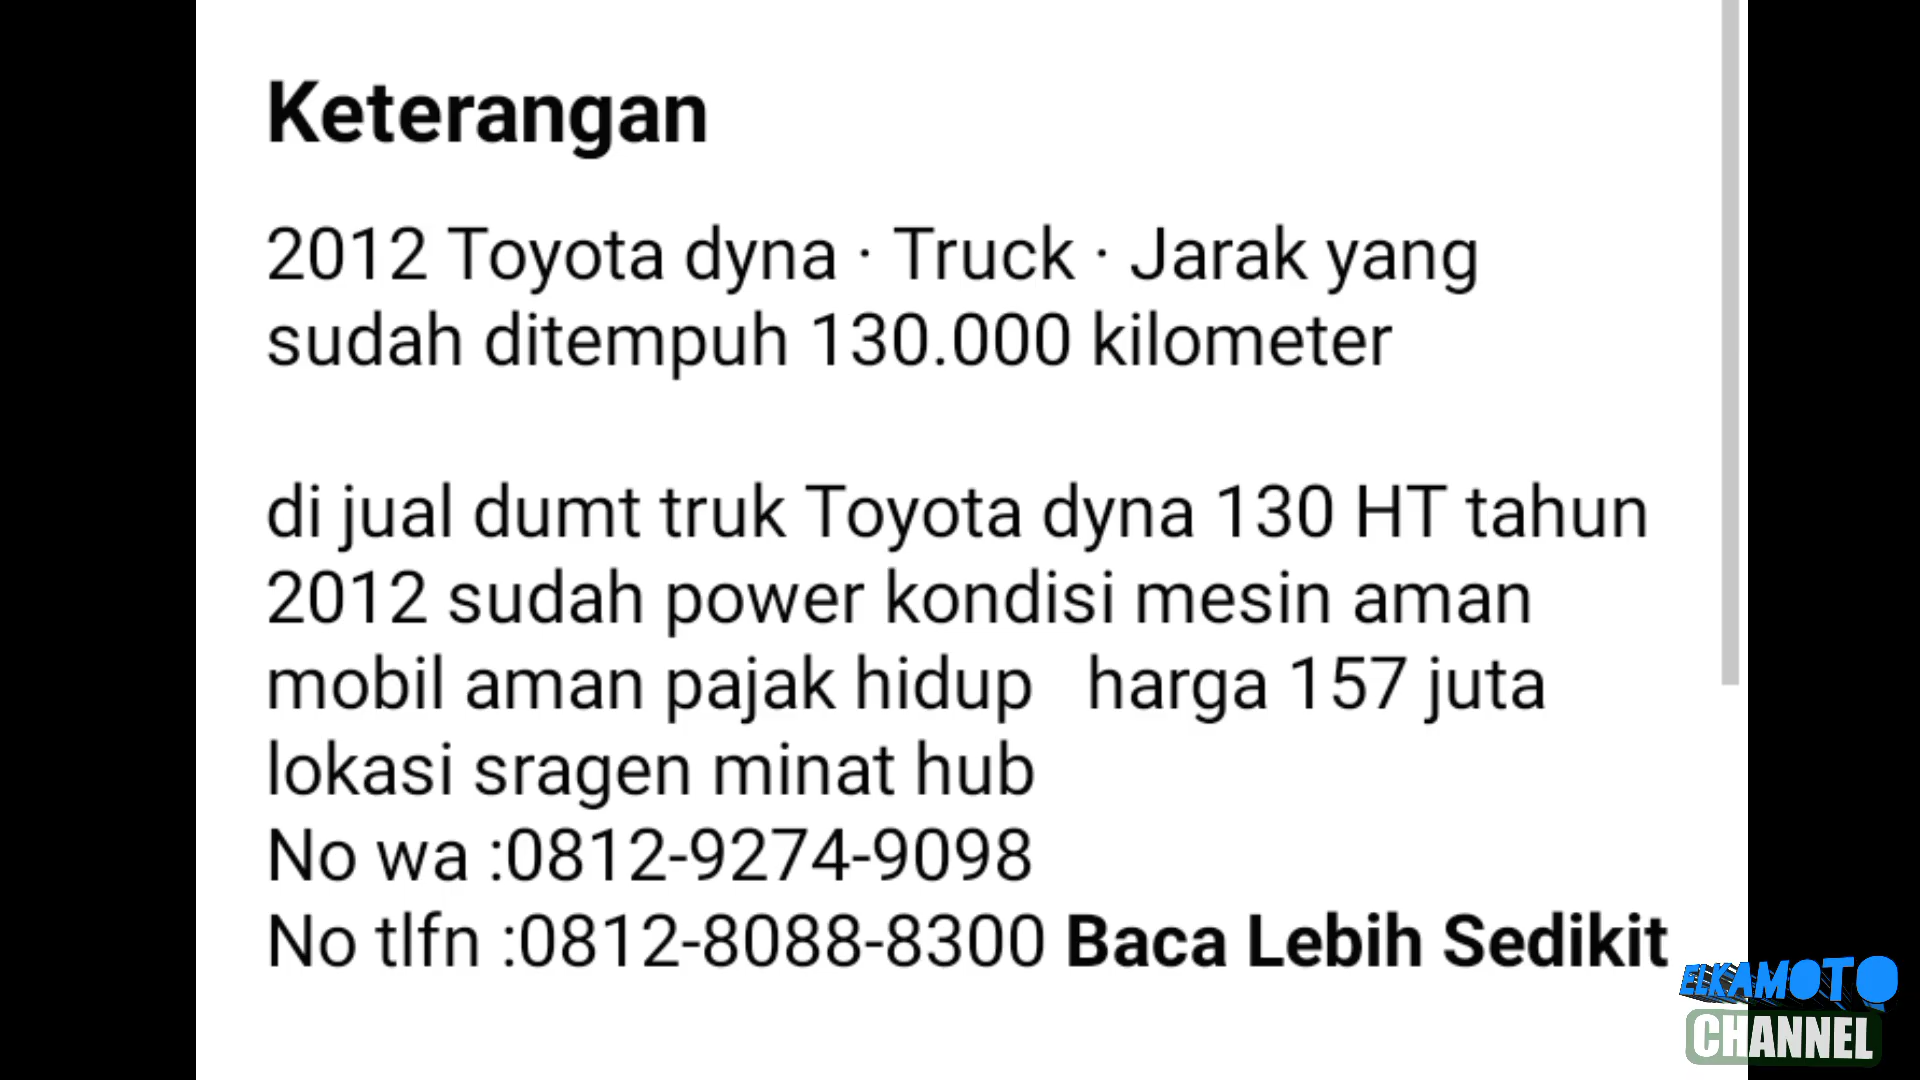 Keterangan
2012 Toyota dyna · Truck · Jarak yang
sudah ditempuh 130.000 kilometer
di jual dumt truk Toyota dyna 130 HT tahun
2012 sudah power kondisi mesin aman
mobil aman pajak hidup   harga 157 juta
lokasi sragen minat hub
No wa :0812-9274-9098
No tlfn :0812-8088-8300 Baca Lebih Sedikit
ELKAMOTO
CHANNEL